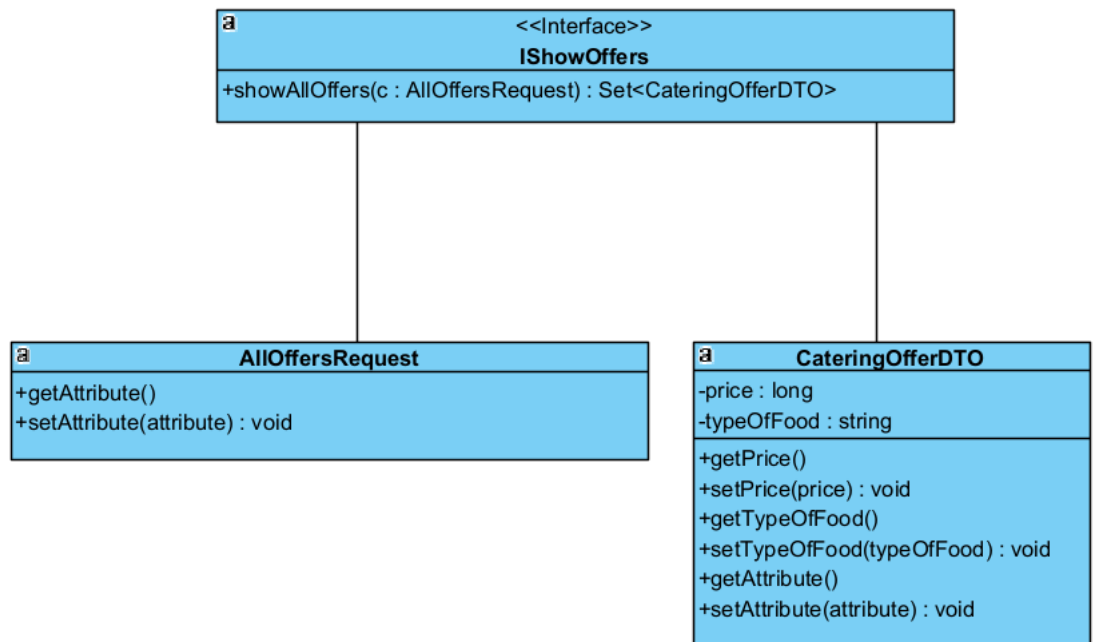 a
<<Interface>>
IShowOffers
+showAllOffers(c : AllOffersRequest) : Set<CateringOfferDTO>
a
AllOffersRequest
+getAttribute()
+setAttribute(attribute) : void
a
CateringOfferDTO
-price : long
-typeOfFood : string
+getPrice()
+setPrice(price) : void
+getTypeOfFood()
+setTypeOfFood(typeOfFood) : void
+getAttribute()
+setAttribute(attribute) : void